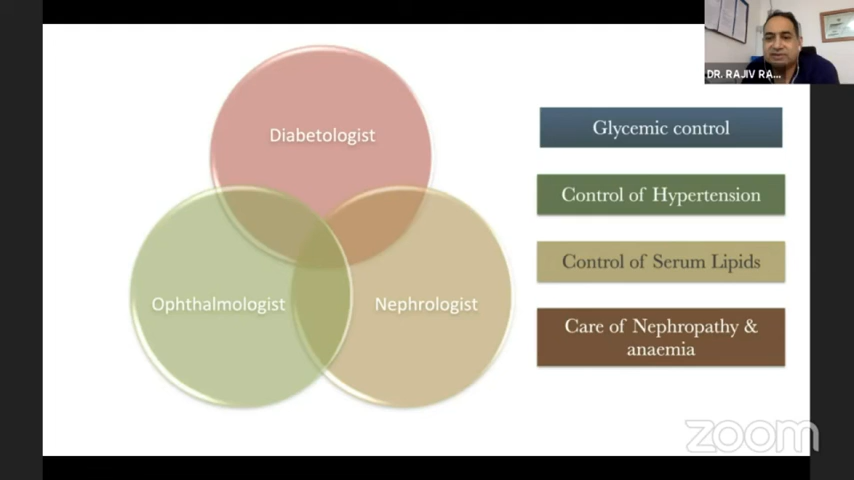 DR. RAJIV RA...
Diabetologist
Glycemic control
Control of Hypertension
Control of Serum Lipids
Ophthalmologist
Nephrologist
Care of Nephropathy &
anaemia
zoom